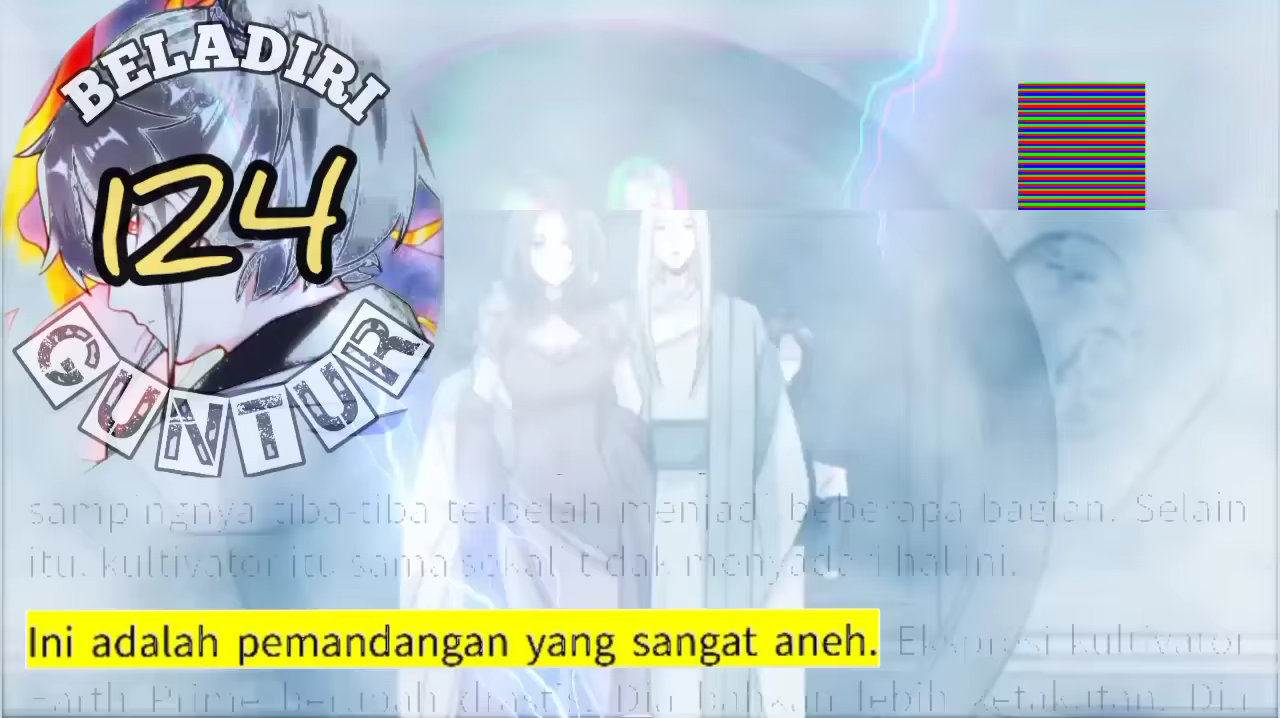 BELADIRI
124
GUNTUR
sampingnya tiba-tiba terbelah menjadi beberapa bagian. Selain
itu, kultivator itu sama sekali tidak menyadari hal ini.
Ini adalah pemandangan yang sangat aneh. Ekspresi kultivator
Earth Prime berubah drastis. Dia bahkan lebih ketakutan. Dia